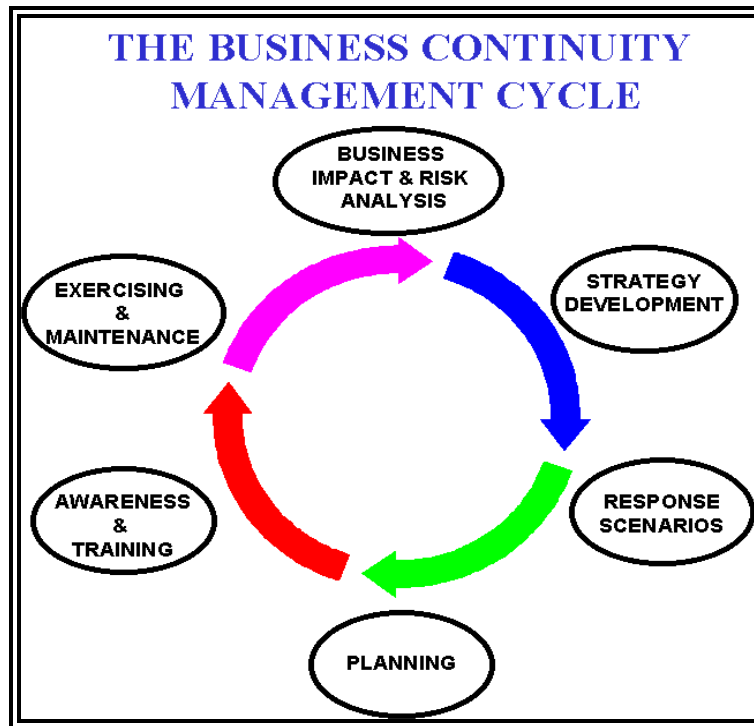 THE BUSINESS CONTINUITY
MANAGEMENT CYCLE
BUSINESS
IMPACT & RISK
ANALYSIS
STRATEGY
DEVELOPMENT
RESPONSE
SCENARIOS
PLANNING
AWARENESS
&
TRAINING
EXERCISING
&
MAINTENANCE